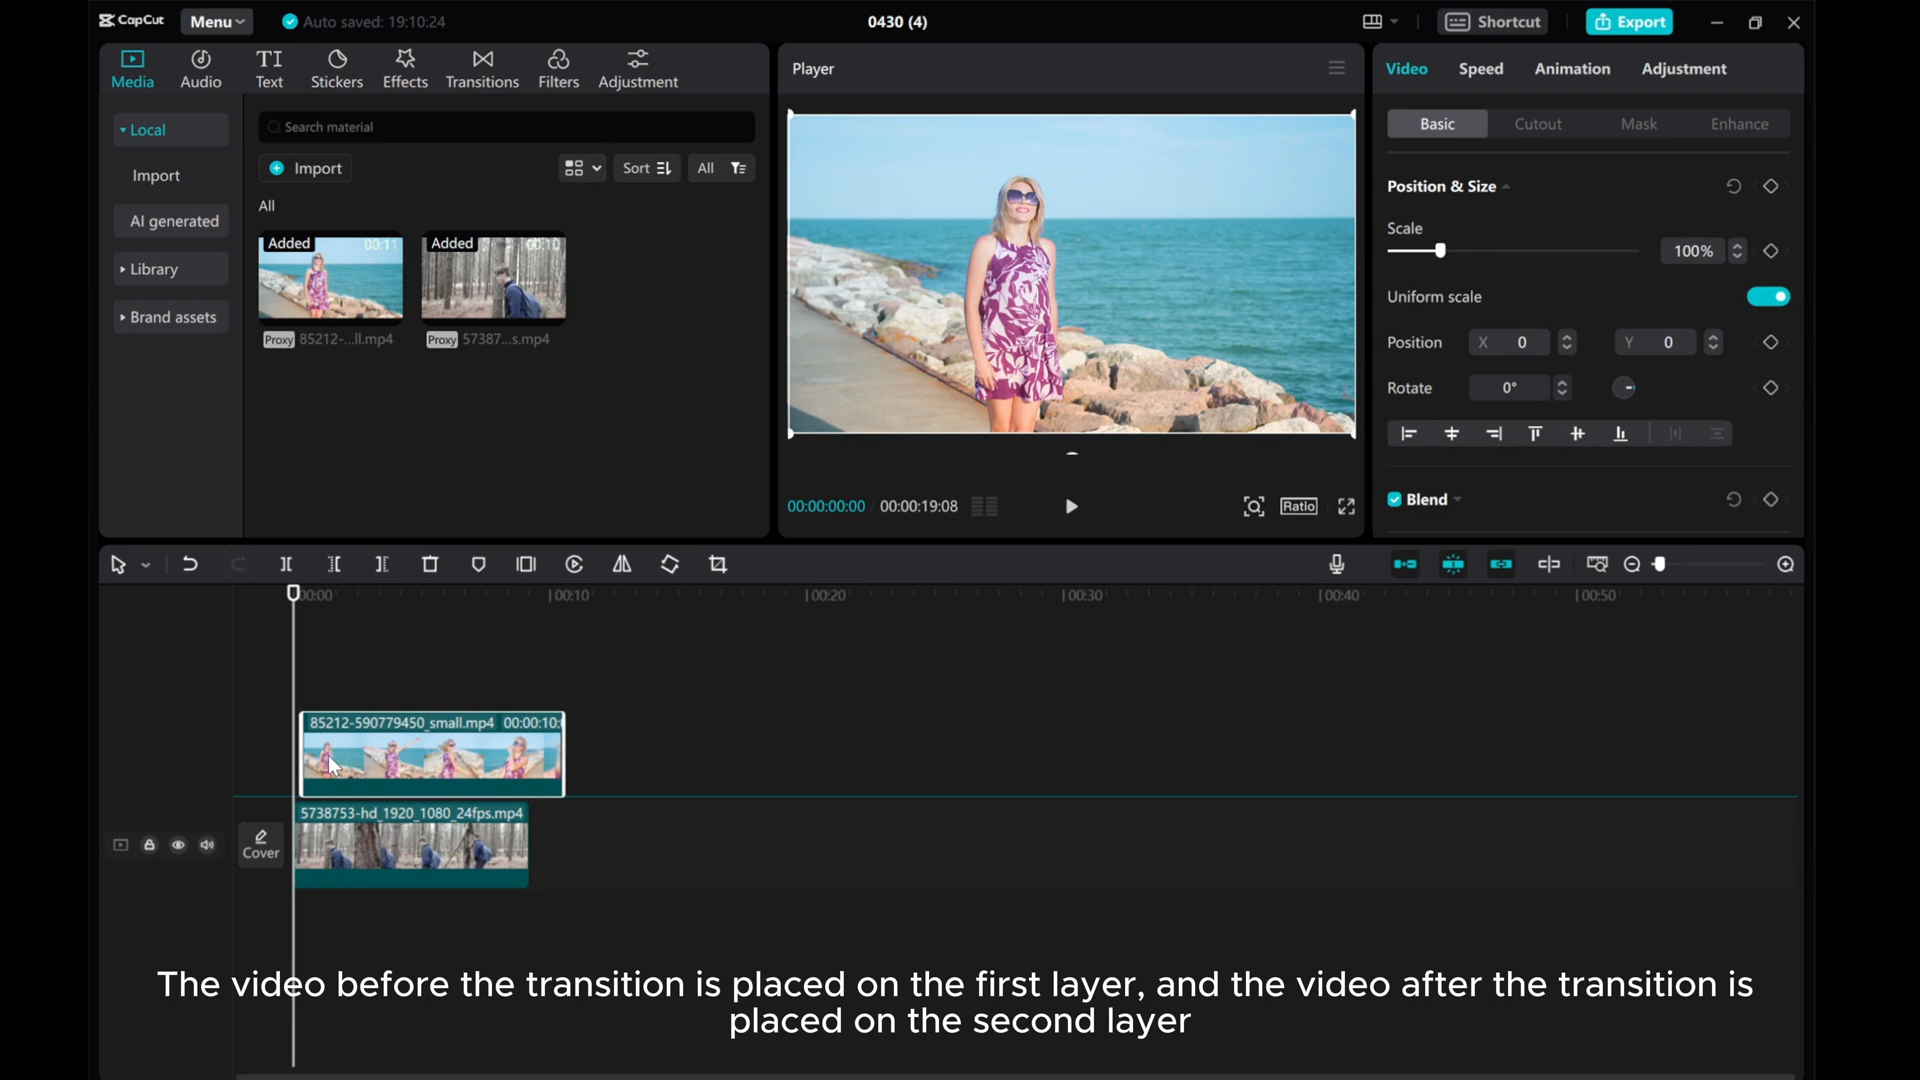 CapCut
Menu
Auto saved: 19:10:24
0430 (4)
Shortcut
Export
Media
Audio
Text
Stickers
Effects
Transitions
Filters
Adjustment
Local
Import
AI generated
Library
Brand assets
Search material
Import
Sort
All
All
Added 00:11
Added 00:10
Proxy 85212-...ll.mp4
Proxy 57387...s.mp4
Player
00:00:00:00 / 00:00:19:08
Ratio
Video
Speed
Animation
Adjustment
Basic
Cutout
Mask
Enhance
Position & Size
Scale
100%
Uniform scale
Position X 0 Y 0
Rotate 0°
Blend
00:00 00:10 00:20 00:30 00:40 00:50
85212-590779450_small.mp4 00:00:10:
5738753-hd_1920_1080_24fps.mp4
Cover
The video before the transition is placed on the first layer, and the video after the transition is
placed on the second layer